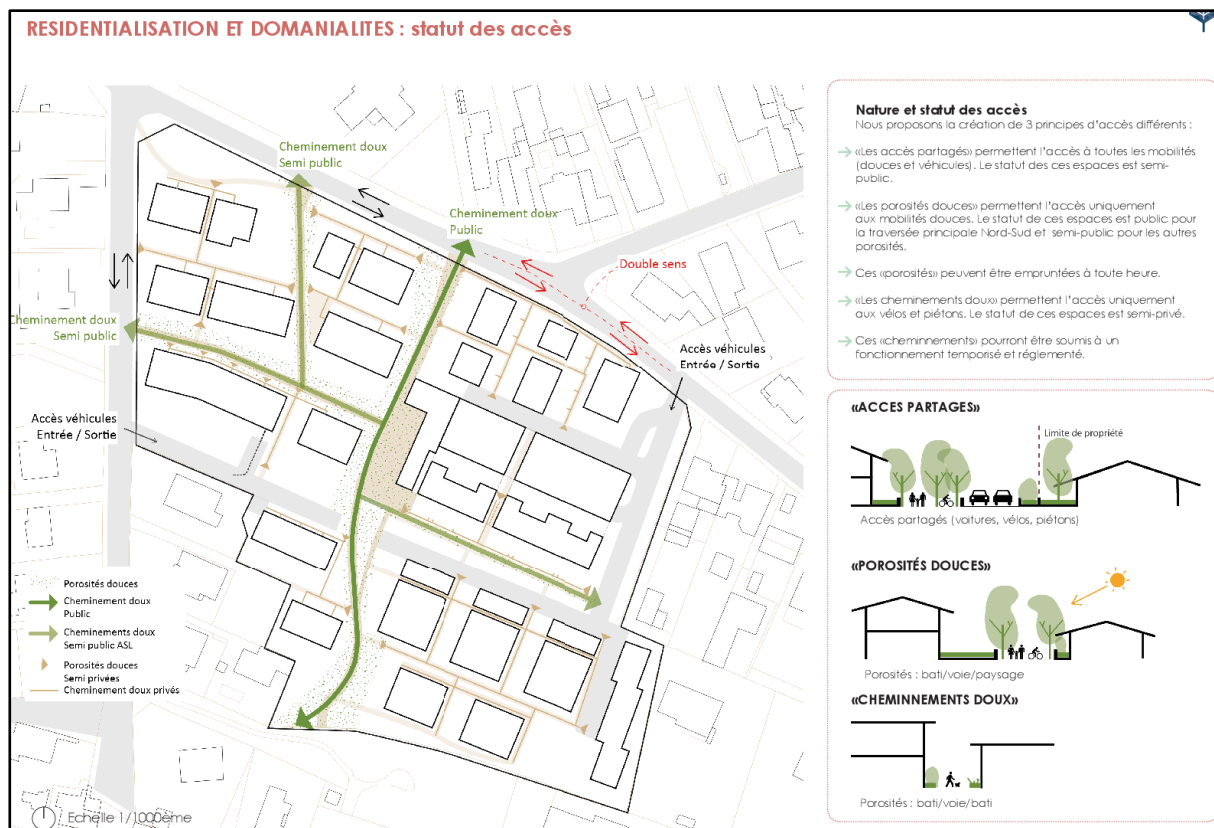 RESIDENTIALISATION ET DOMANIALITES : statut des accès
Cheminement doux
Semi public
Cheminement doux
Public
Double sens
Cheminement doux
Semi public
Accès véhicules
Entrée / Sortie
Accès véhicules
Entrée / Sortie
Porosités douces
Cheminement doux
Public
Cheminements doux
Semi public ASL
Porosités douces
Semi privées
Cheminement doux privés
Echelle 1/1000ème
Nature et statut des accès
Nous proposons la création de 3 principes d'accès différents :
«Les accès partagés» permettent l'accès à toutes les mobilités
(douces et véhicules). Le statut des ces espaces est semi-
public.
«Les porosités douces» permettent l'accès uniquement
aux mobilités douces. Le statut de ces espaces est public pour
la traversée principale Nord-Sud et semi-public pour les autres
porosités.
Ces «porosités» peuvent être empruntées à toute heure.
«Les cheminements doux» permettent l'accès uniquement
aux vélos et piétons. Le statut de ces espaces est semi-privé.
Ces «cheminnements» pourront être soumis à un
fonctionnement temporisé et réglementé.
«ACCES PARTAGES»
Limite de propriété
Accès partagés (voitures, vélos, piétons)
«POROSITÉS DOUCES»
Porosités : bati/voie/paysage
«CHEMINNEMENTS DOUX»
Porosités : bati/voie/bati